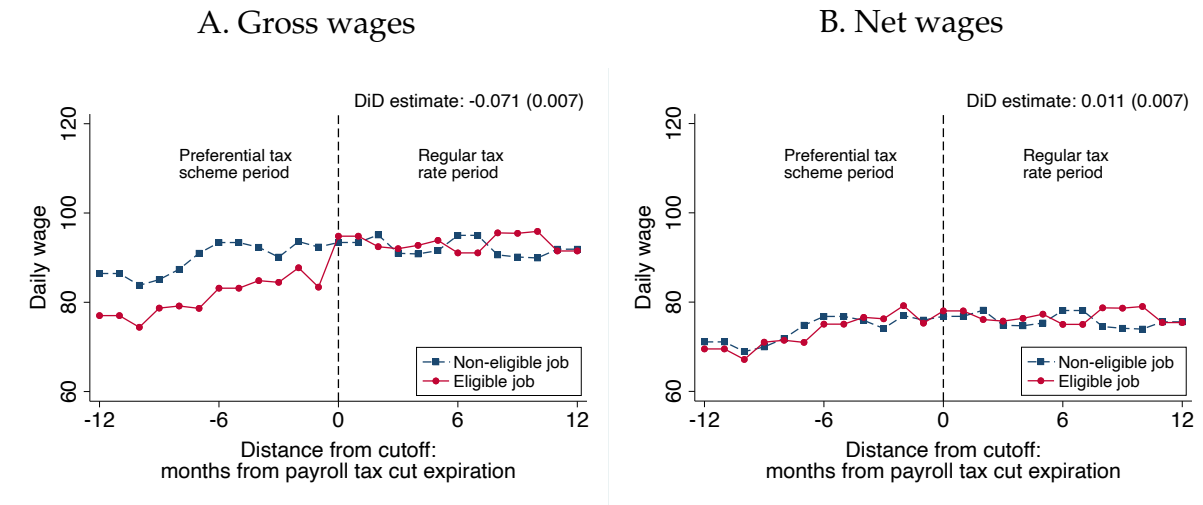 A. Gross wages
DiD estimate: -0.071 (0.007)
Preferential tax
scheme period
Regular tax
rate period
Daily wage
120
100
80
60
Non-eligible job
Eligible job
-12
-6
0
6
12
Distance from cutoff:
months from payroll tax cut expiration
B. Net wages
DiD estimate: 0.011 (0.007)
Preferential tax
scheme period
Regular tax
rate period
Daily wage
120
100
80
60
Non-eligible job
Eligible job
-12
-6
0
6
12
Distance from cutoff:
months from payroll tax cut expiration